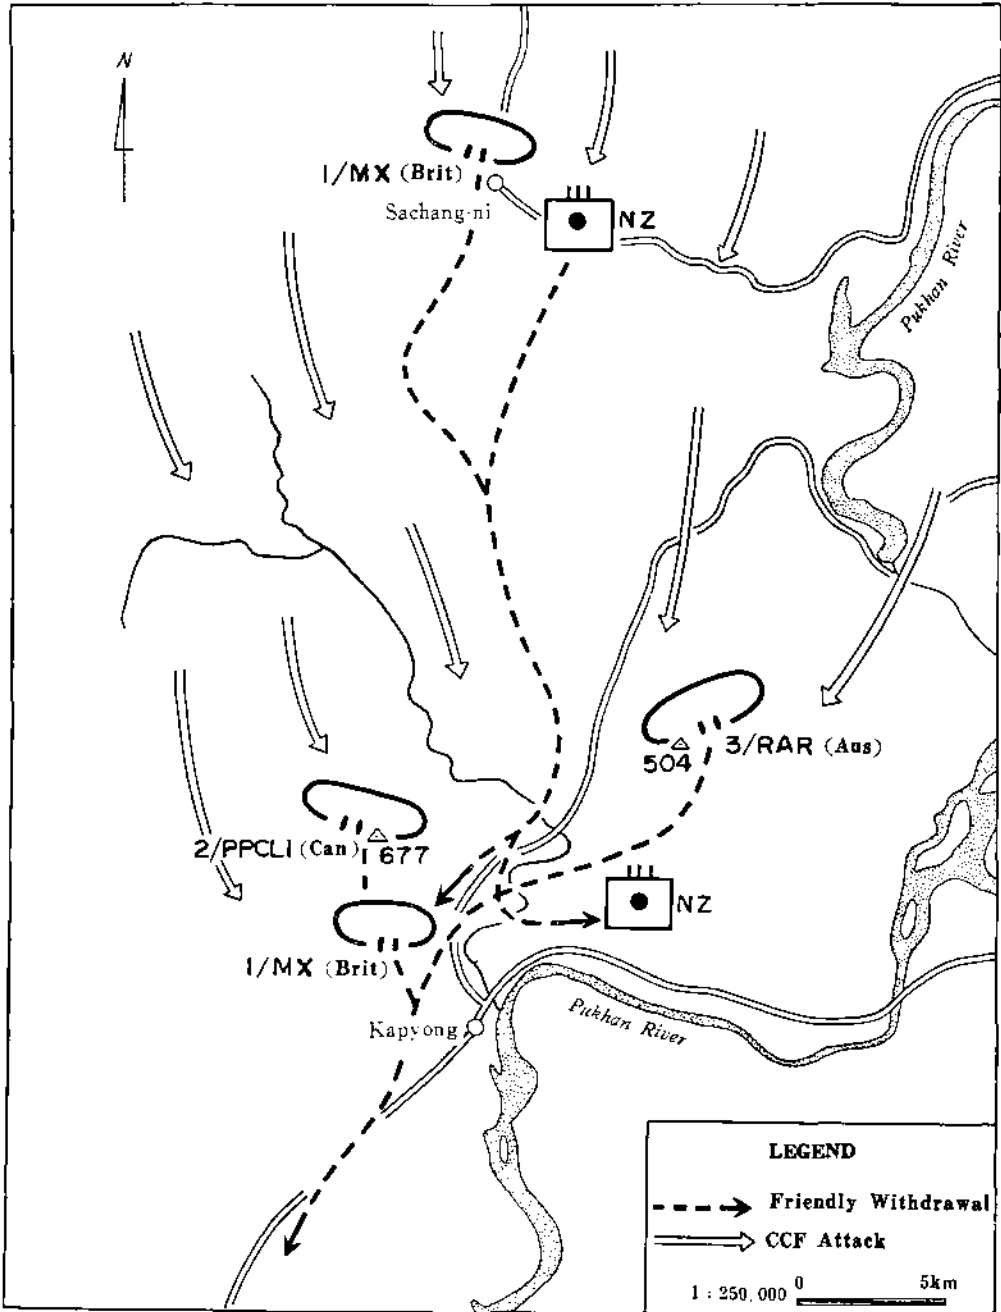 N
1/MX (Brit)
Sachang-ni
NZ
Pukhan River
504
3/RAR (Aus)
2/PPCLI (Can)
677
NZ
1/MX (Brit)
Pukhan River
Kapyong
LEGEND
Friendly Withdrawal
CCF Attack
1 : 250,000 0 5km